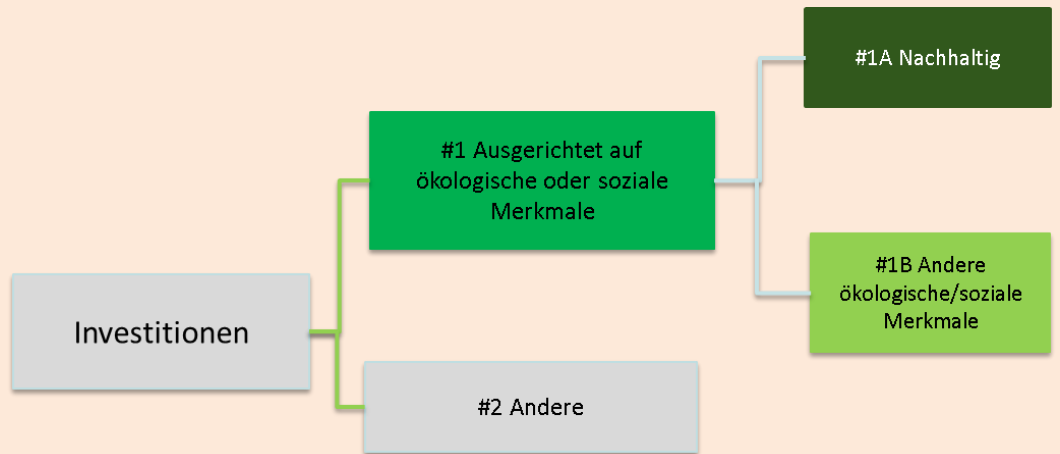 Investitionen
#1 Ausgerichtet auf
ökologische oder soziale
Merkmale
#2 Andere
#1A Nachhaltig
#1B Andere
ökologische/soziale
Merkmale